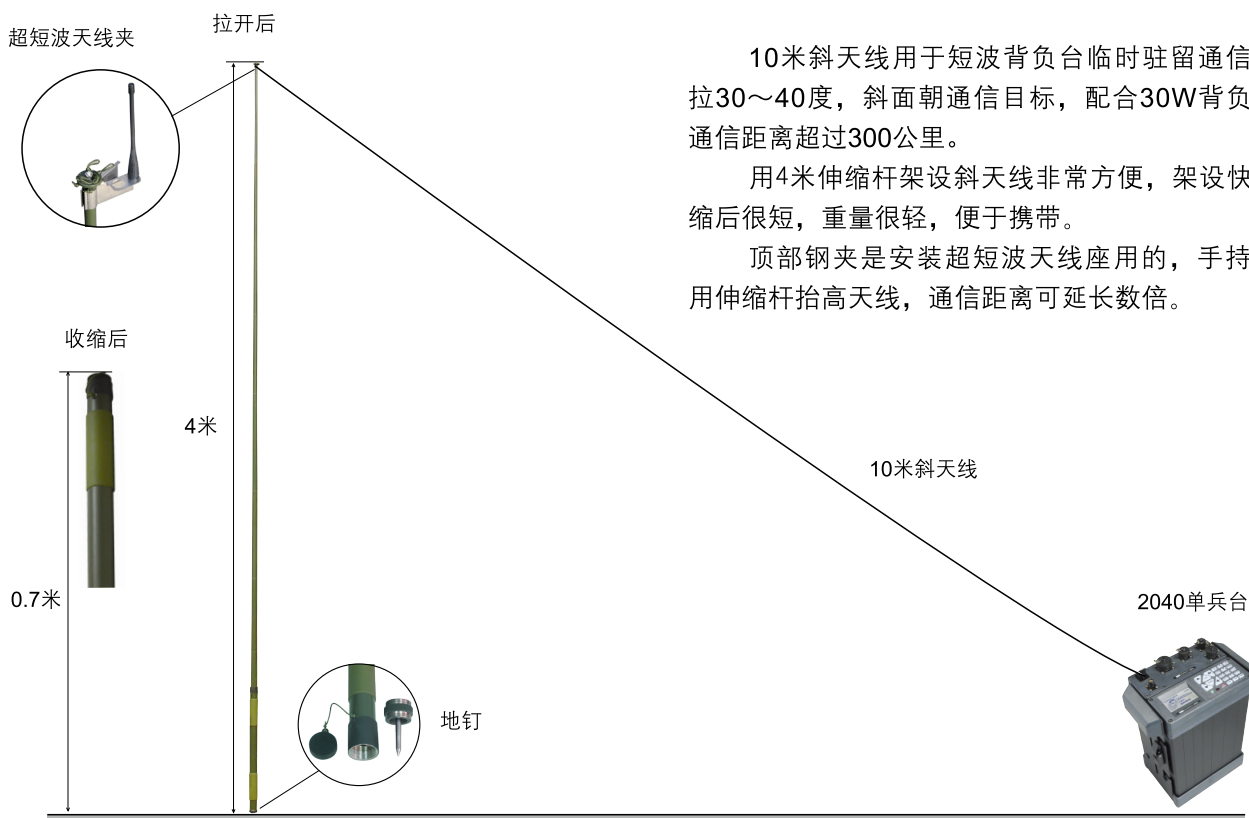 拉开后
超短波天线夹
10米斜天线用于短波背负台临时驻留通信
拉30～40度，斜面朝通信目标，配合30W背负
通信距离超过300公里。
用4米伸缩杆架设斜天线非常方便，架设快
缩后很短，重量很轻，便于携带。
顶部钢夹是安装超短波天线座用的，手持
用伸缩杆抬高天线，通信距离可延长数倍。
收缩后
4米
10米斜天线
0.7米
2040单兵台
地钉